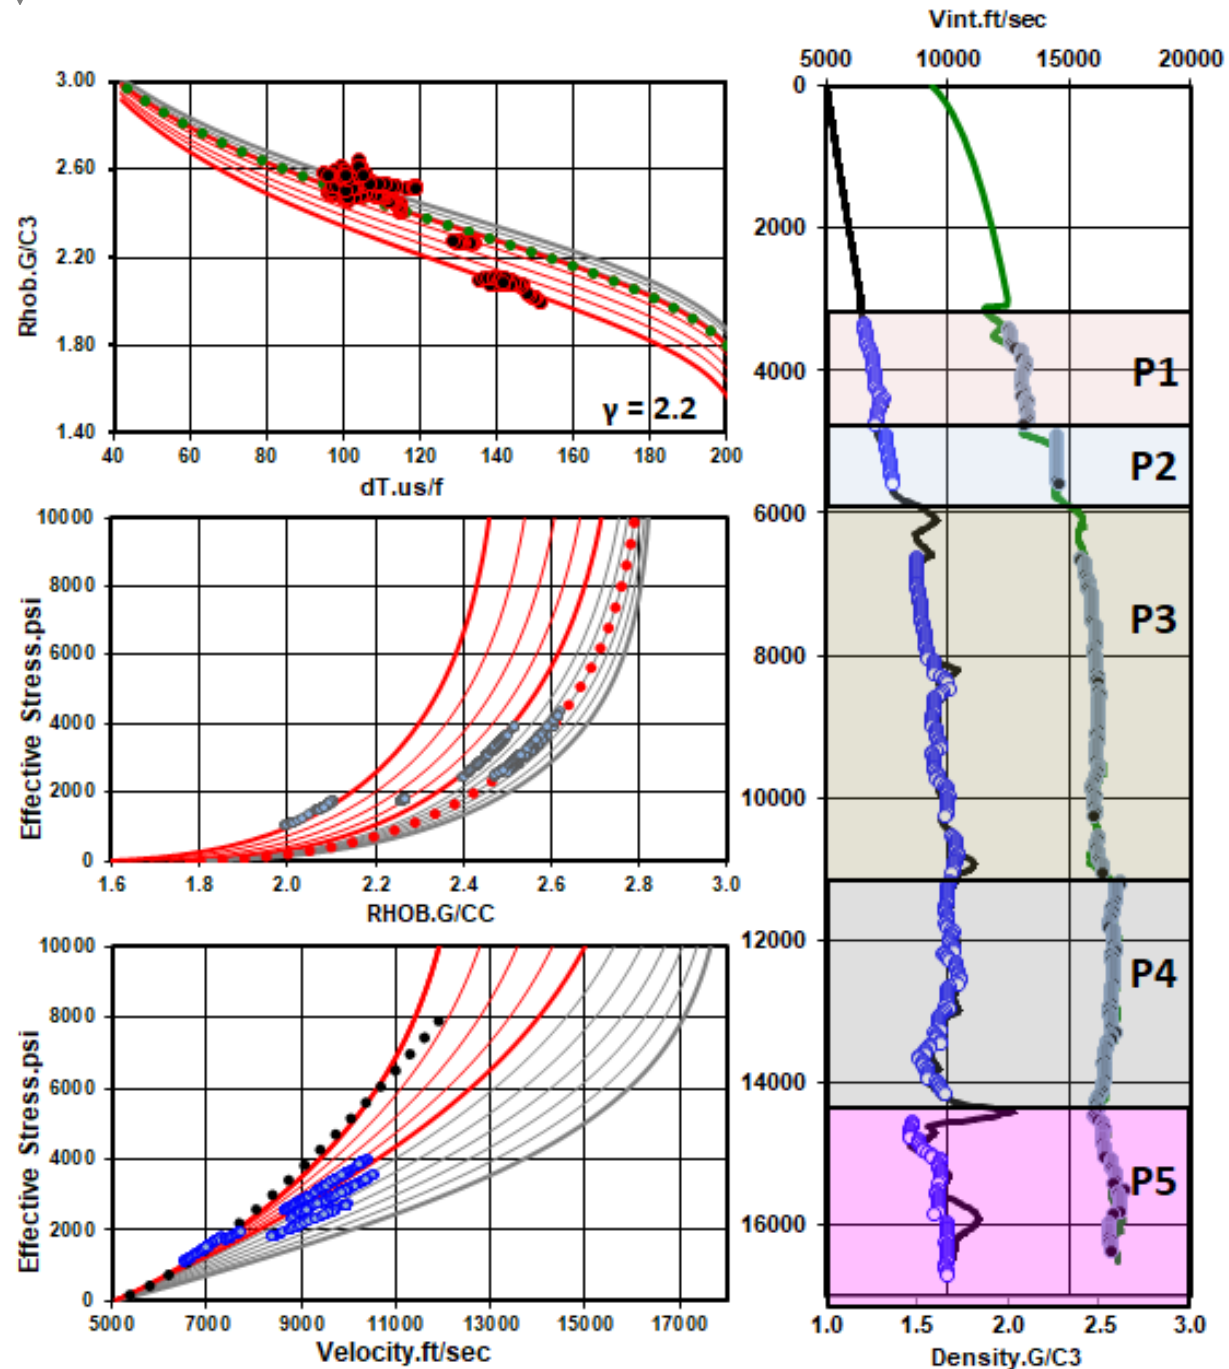 Vint.ft/sec
5000 10000 15000 20000
3.00
2.60
2.20
1.80
1.40
Rhob.G/C3
γ = 2.2
40 60 80 100 120 140 160 180 200
dT.us/f
10000
8000
6000
4000
2000
0
Effective Stress.psi
1.6 1.8 2.0 2.2 2.4 2.6 2.8 3.0
RHOB.G/CC
10000
8000
6000
4000
2000
0
Effective Stress.psi
5000 7000 9000 11000 13000 15000 17000
Velocity.ft/sec
0
2000
4000
6000
8000
10000
12000
14000
16000
P1
P2
P3
P4
P5
1.0 1.5 2.0 2.5 3.0
Density.G/C3